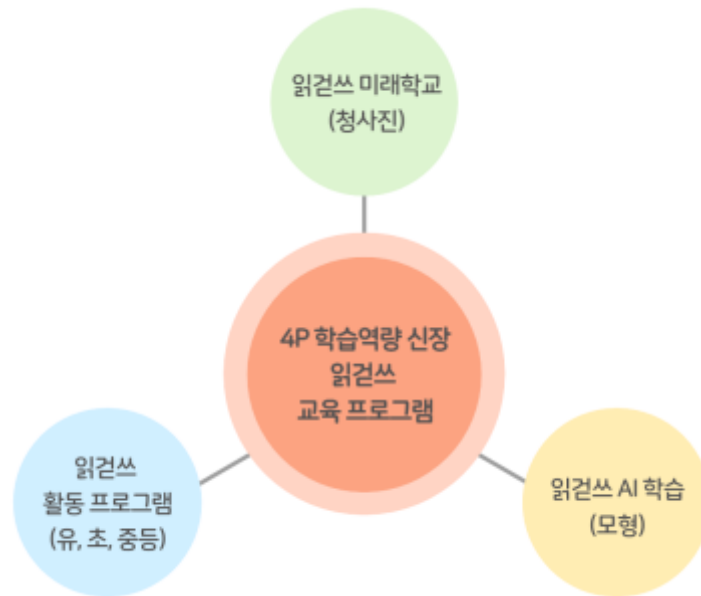 읽걷쓰 미래학교
(청사진)
4P 학습역량 신장
읽걷쓰
교육 프로그램
읽걷쓰
활동 프로그램
(유, 초, 중등)
읽걷쓰 AI 학습
(모형)